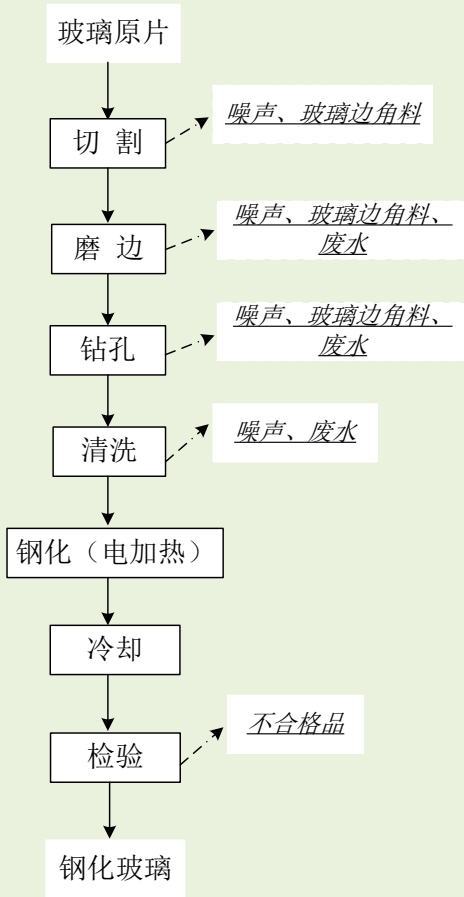 玻璃原片
切 割
噪声、玻璃边角料
磨 边
噪声、玻璃边角料、
废水
钻孔
噪声、玻璃边角料、
废水
清洗
噪声、废水
钢化（电加热）
冷却
检验
不合格品
钢化玻璃